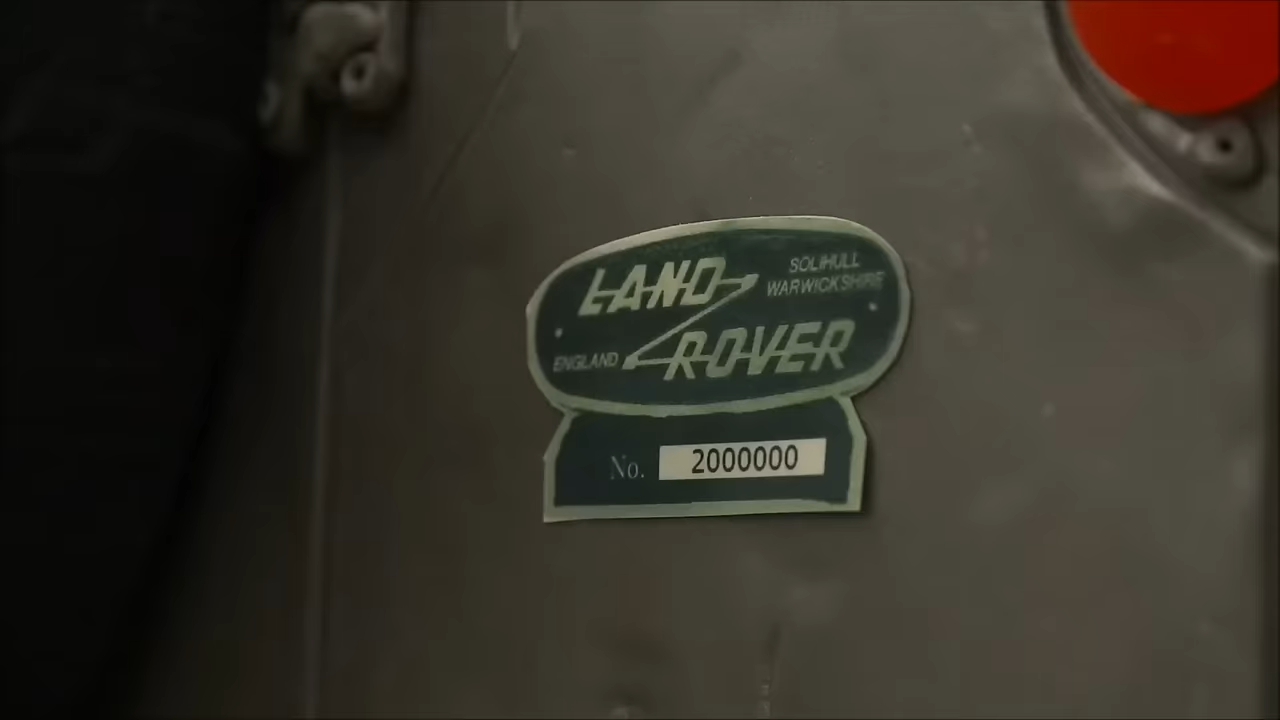 LAND
SOLIHULL
WARWICKSHIRE
ENGLAND
ROVER
No. 2000000